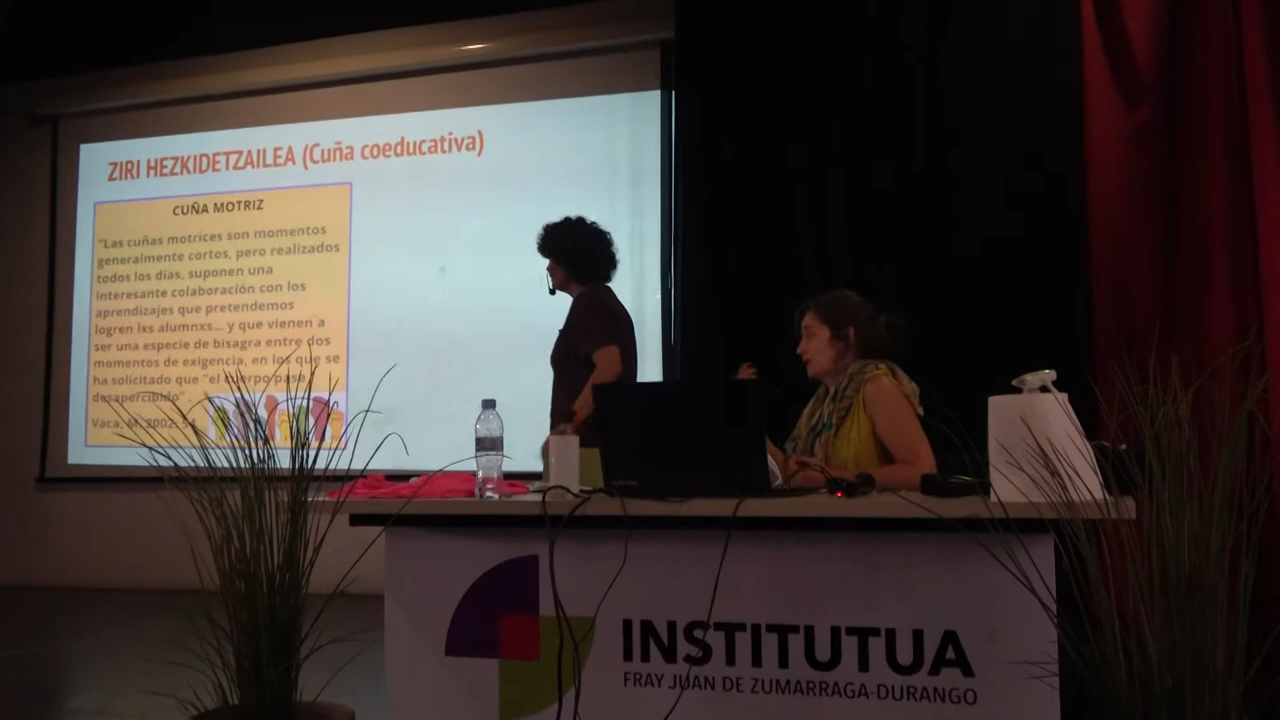 ZIRI HEZKIDETZAILEA (Cuña coeducativa)
CUÑA MOTRIZ
"Las cuñas motrices son momentos
generalmente cortos, pero realizados
todos los días, suponen una
interesante colaboración con los
aprendizajes que pretendemos
logren lxs alumnxs... y que vienen a
ser una especie de bisagra entre dos
momentos de exigencia, en los que se
ha solicitado que "el cuerpo pase
desapercibido"
Vaca, M. 2002: 54
INSTITUTUA
FRAY JUAN DE ZUMARRAGA-DURANGO